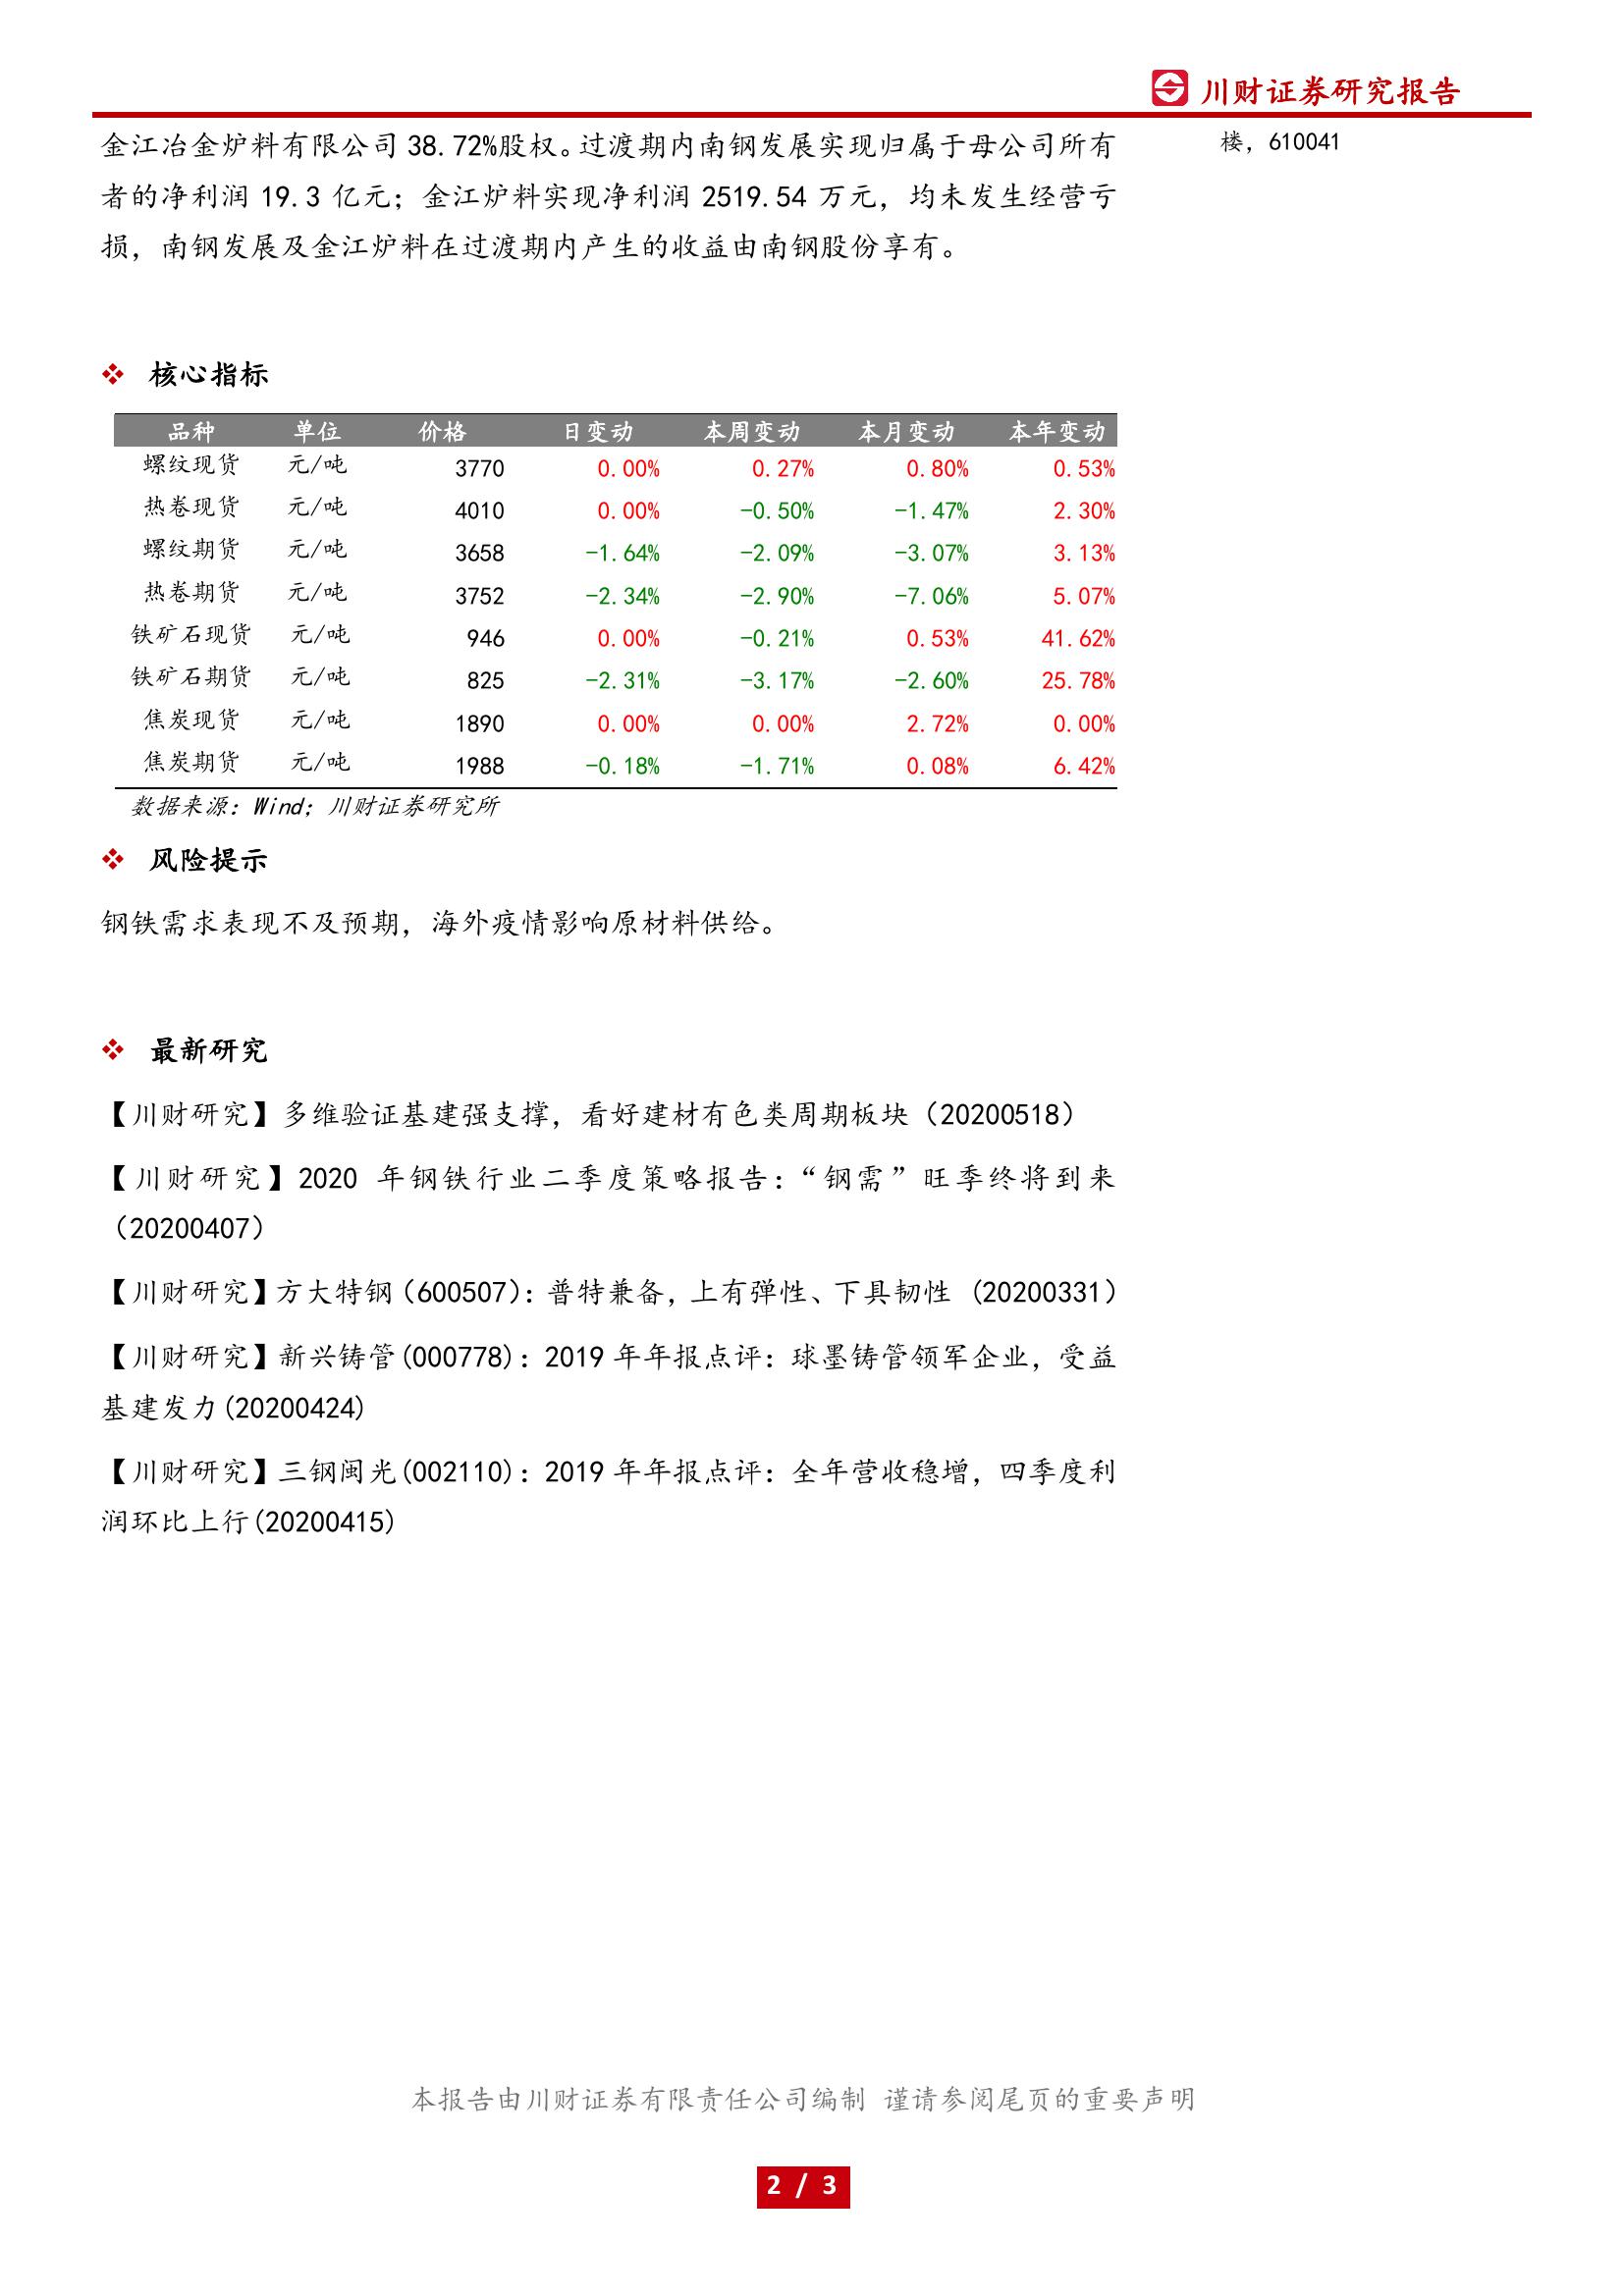 川财证券研究报告
金江冶金炉料有限公司 38.72%股权。过渡期内南钢发展实现归属于母公司所有
者的净利润 19.3 亿元；金江炉料实现净利润 2519.54 万元，均未发生经营亏
损，南钢发展及金江炉料在过渡期内产生的收益由南钢股份享有。
楼，610041
核心指标
品种 单位 价格 日变动 本周变动 本月变动 本年变动
螺纹现货 元/吨 3770 0.00% 0.27% 0.80% 0.53%
热卷现货 元/吨 4010 0.00% -0.50% -1.47% 2.30%
螺纹期货 元/吨 3658 -1.64% -2.09% -3.07% 3.13%
热卷期货 元/吨 3752 -2.34% -2.90% -7.06% 5.07%
铁矿石现货 元/吨 946 0.00% -0.21% 0.53% 41.62%
铁矿石期货 元/吨 825 -2.31% -3.17% -2.60% 25.78%
焦炭现货 元/吨 1890 0.00% 0.00% 2.72% 0.00%
焦炭期货 元/吨 1988 -0.18% -1.71% 0.08% 6.42%
数据来源：Wind；川财证券研究所
风险提示
钢铁需求表现不及预期，海外疫情影响原材料供给。
最新研究
【川财研究】多维验证基建强支撑，看好建材有色类周期板块（20200518）
【川财研究】2020 年钢铁行业二季度策略报告：“钢需”旺季终将到来
（20200407）
【川财研究】方大特钢（600507）：普特兼备，上有弹性、下具韧性 (20200331）
【川财研究】新兴铸管(000778)：2019 年年报点评：球墨铸管领军企业，受益
基建发力(20200424)
【川财研究】三钢闽光(002110)：2019 年年报点评：全年营收稳增，四季度利
润环比上行(20200415)
本报告由川财证券有限责任公司编制 谨请参阅尾页的重要声明
2 / 3